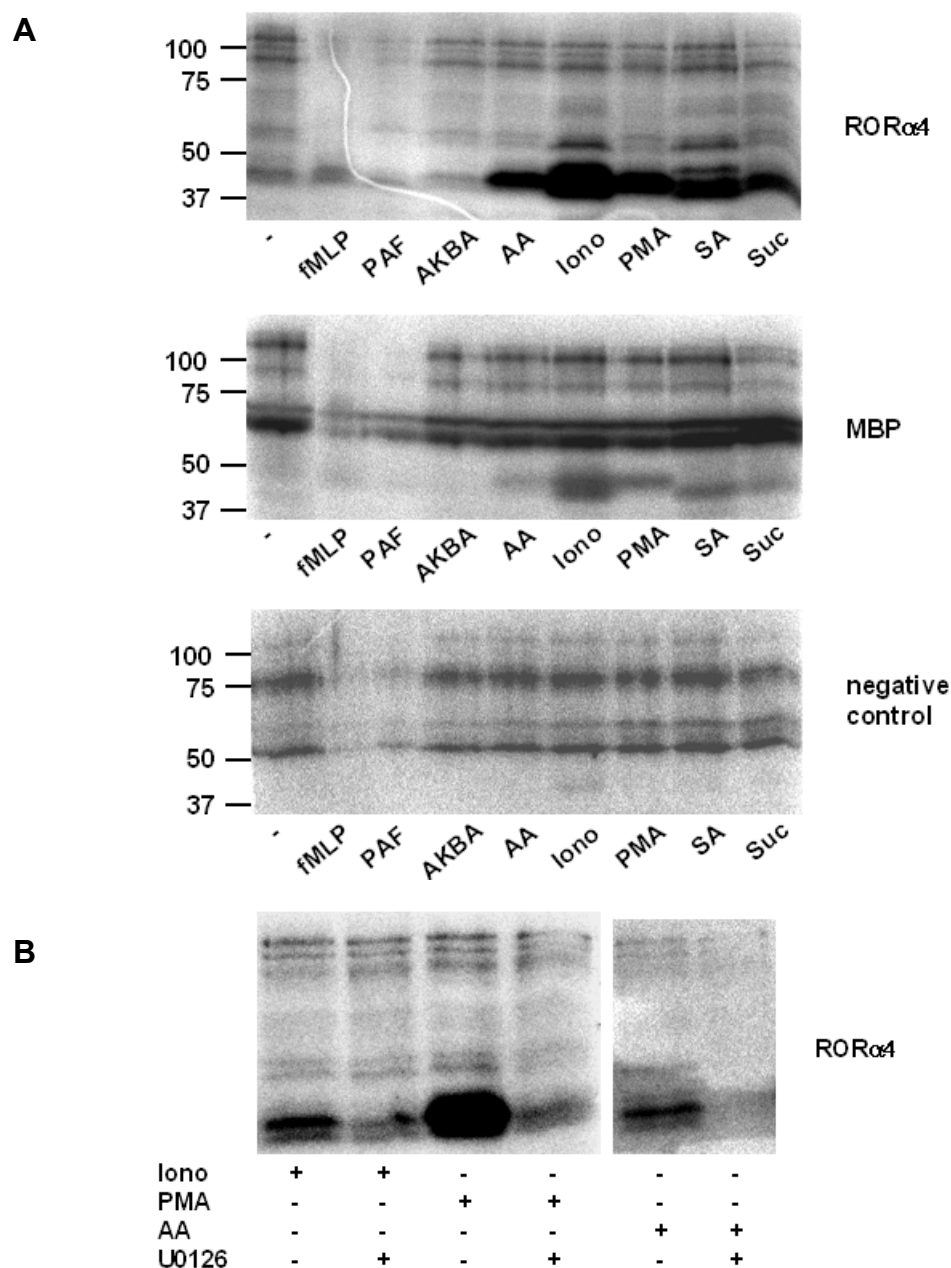 A
100
75
50
37
RORα4
- fMLP PAF AKBA AA Iono PMA SA Suc
100
75
50
37
MBP
- fMLP PAF AKBA AA Iono PMA SA Suc
100
75
50
37
negative
control
- fMLP PAF AKBA AA Iono PMA SA Suc
B
RORα4
Iono + + - - - -
PMA - - + + - -
AA - - - - + +
U0126 - + - + - +